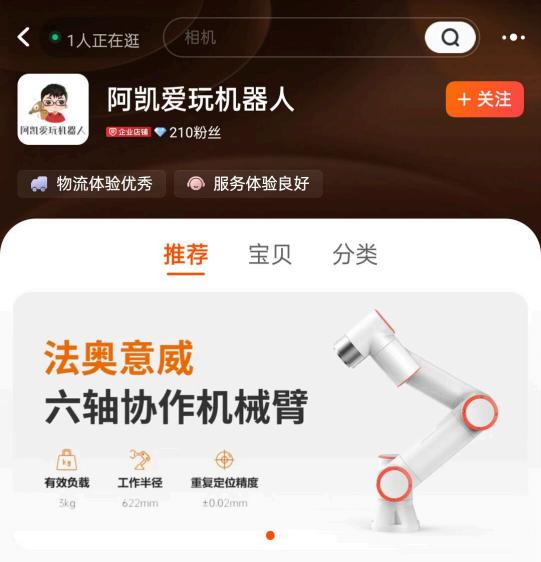 1人正在逛
相机
阿凯爱玩机器人
+ 关注
阿凯爱玩机器人
企业店铺
210粉丝
物流体验优秀
服务体验良好
推荐
宝贝
分类
法奥意威
六轴协作机械臂
kg
有效负载
工作半径
重复定位精度
3kg
622mm
±0.02mm